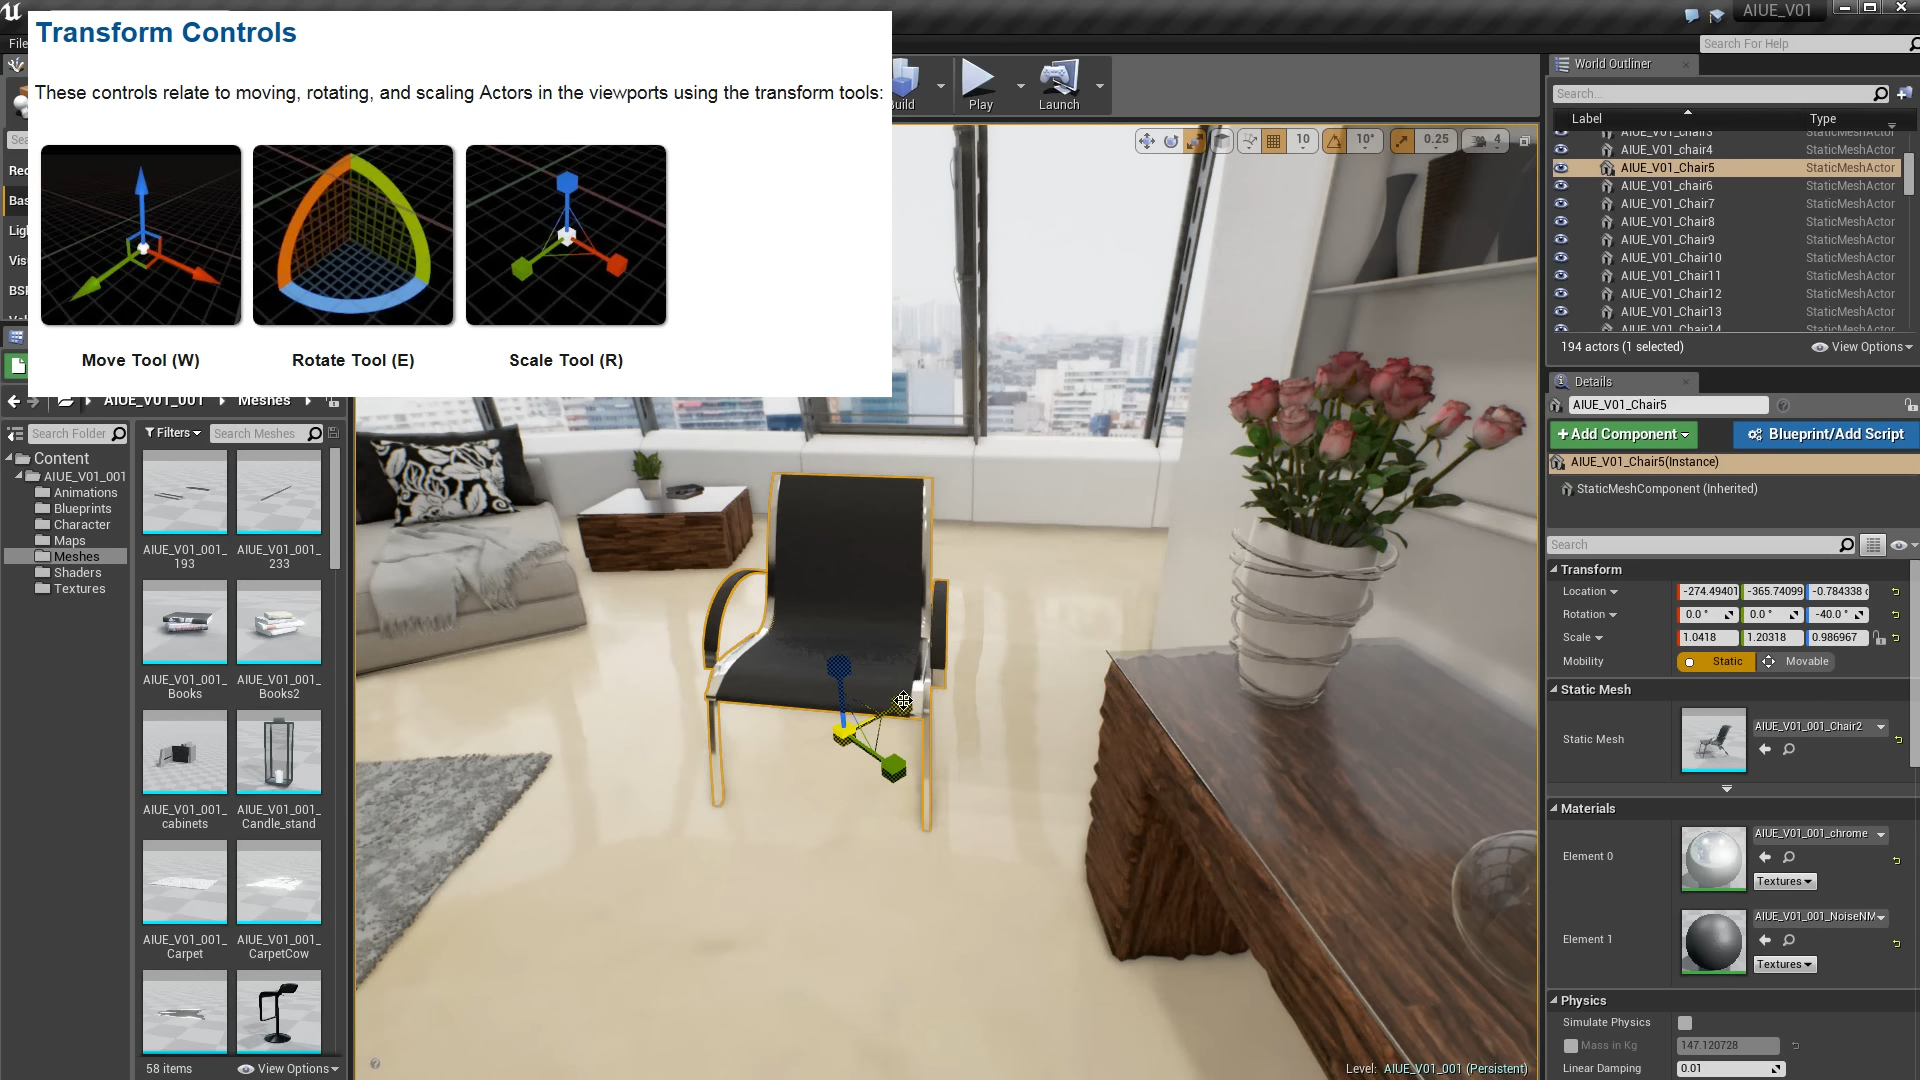 AIUE_V01
File
Transform Controls
These controls relate to moving, rotating, and scaling Actors in the viewports using the transform tools:
Move Tool (W)
Rotate Tool (E)
Scale Tool (R)
Search For Help
Build
Play
Launch
10
10°
0.25
4
World Outliner
Search...
Label
Type
AIUE_V01_chair3 StaticMeshActor
AIUE_V01_chair4 StaticMeshActor
AIUE_V01_Chair5 StaticMeshActor
AIUE_V01_chair6 StaticMeshActor
AIUE_V01_Chair7 StaticMeshActor
AIUE_V01_Chair8 StaticMeshActor
AIUE_V01_Chair9 StaticMeshActor
AIUE_V01_Chair10 StaticMeshActor
AIUE_V01_Chair11 StaticMeshActor
AIUE_V01_Chair12 StaticMeshActor
AIUE_V01_Chair13 StaticMeshActor
AIUE_V01_Chair14 StaticMeshActor
194 actors (1 selected)
View Options
Details
AIUE_V01_Chair5
+Add Component
Blueprint/Add Script
AIUE_V01_Chair5(Instance)
StaticMeshComponent (Inherited)
Search
Transform
Location -274.49401 -365.74099 -0.784338
Rotation 0.0 ° 0.0 ° -40.0 °
Scale 1.0418 1.20318 0.986967
Mobility Static Movable
Static Mesh
Static Mesh AIUE_V01_001_Chair2
Materials
Element 0 AIUE_V01_001_chrome
Textures
Element 1 AIUE_V01_001_NoiseNM
Textures
Physics
Simulate Physics
Mass in Kg 147.120728
Linear Damping 0.01
AIUE_V01_001 Meshes
Search Folder
Filters
Search Meshes
Content
AIUE_V01_001
Animations
Blueprints
Character
Maps
Meshes
Shaders
Textures
AIUE_V01_001_
193
AIUE_V01_001_
233
AIUE_V01_001_
Books
AIUE_V01_001_
Books2
AIUE_V01_001_
cabinets
AIUE_V01_001_
Candle_stand
AIUE_V01_001_
Carpet
AIUE_V01_001_
CarpetCow
58 items
View Options
Level: AIUE_V01_001 (Persistent)